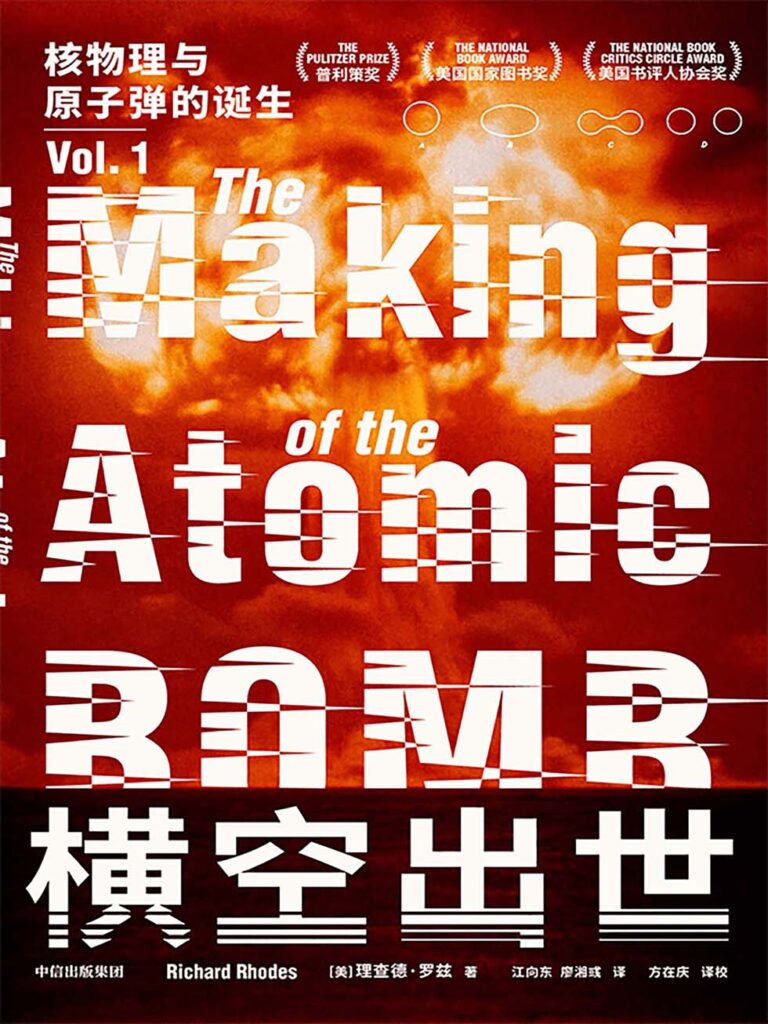 核物理与
原子弹的诞生
Vol. 1
THE
PULITZER PRIZE
普利策奖
THE NATIONAL
BOOK AWARD
美国国家图书奖
THE NATIONAL BOOK
CRITICS CIRCLE AWARD
美国书评人协会奖
A B C D
The
Making
of the
Atomic
BOMB
The
of the
横空出世
中信出版集团 Richard Rhodes [美]理查德·罗兹 著 江向东 廖湘彧 译 方在庆 译校